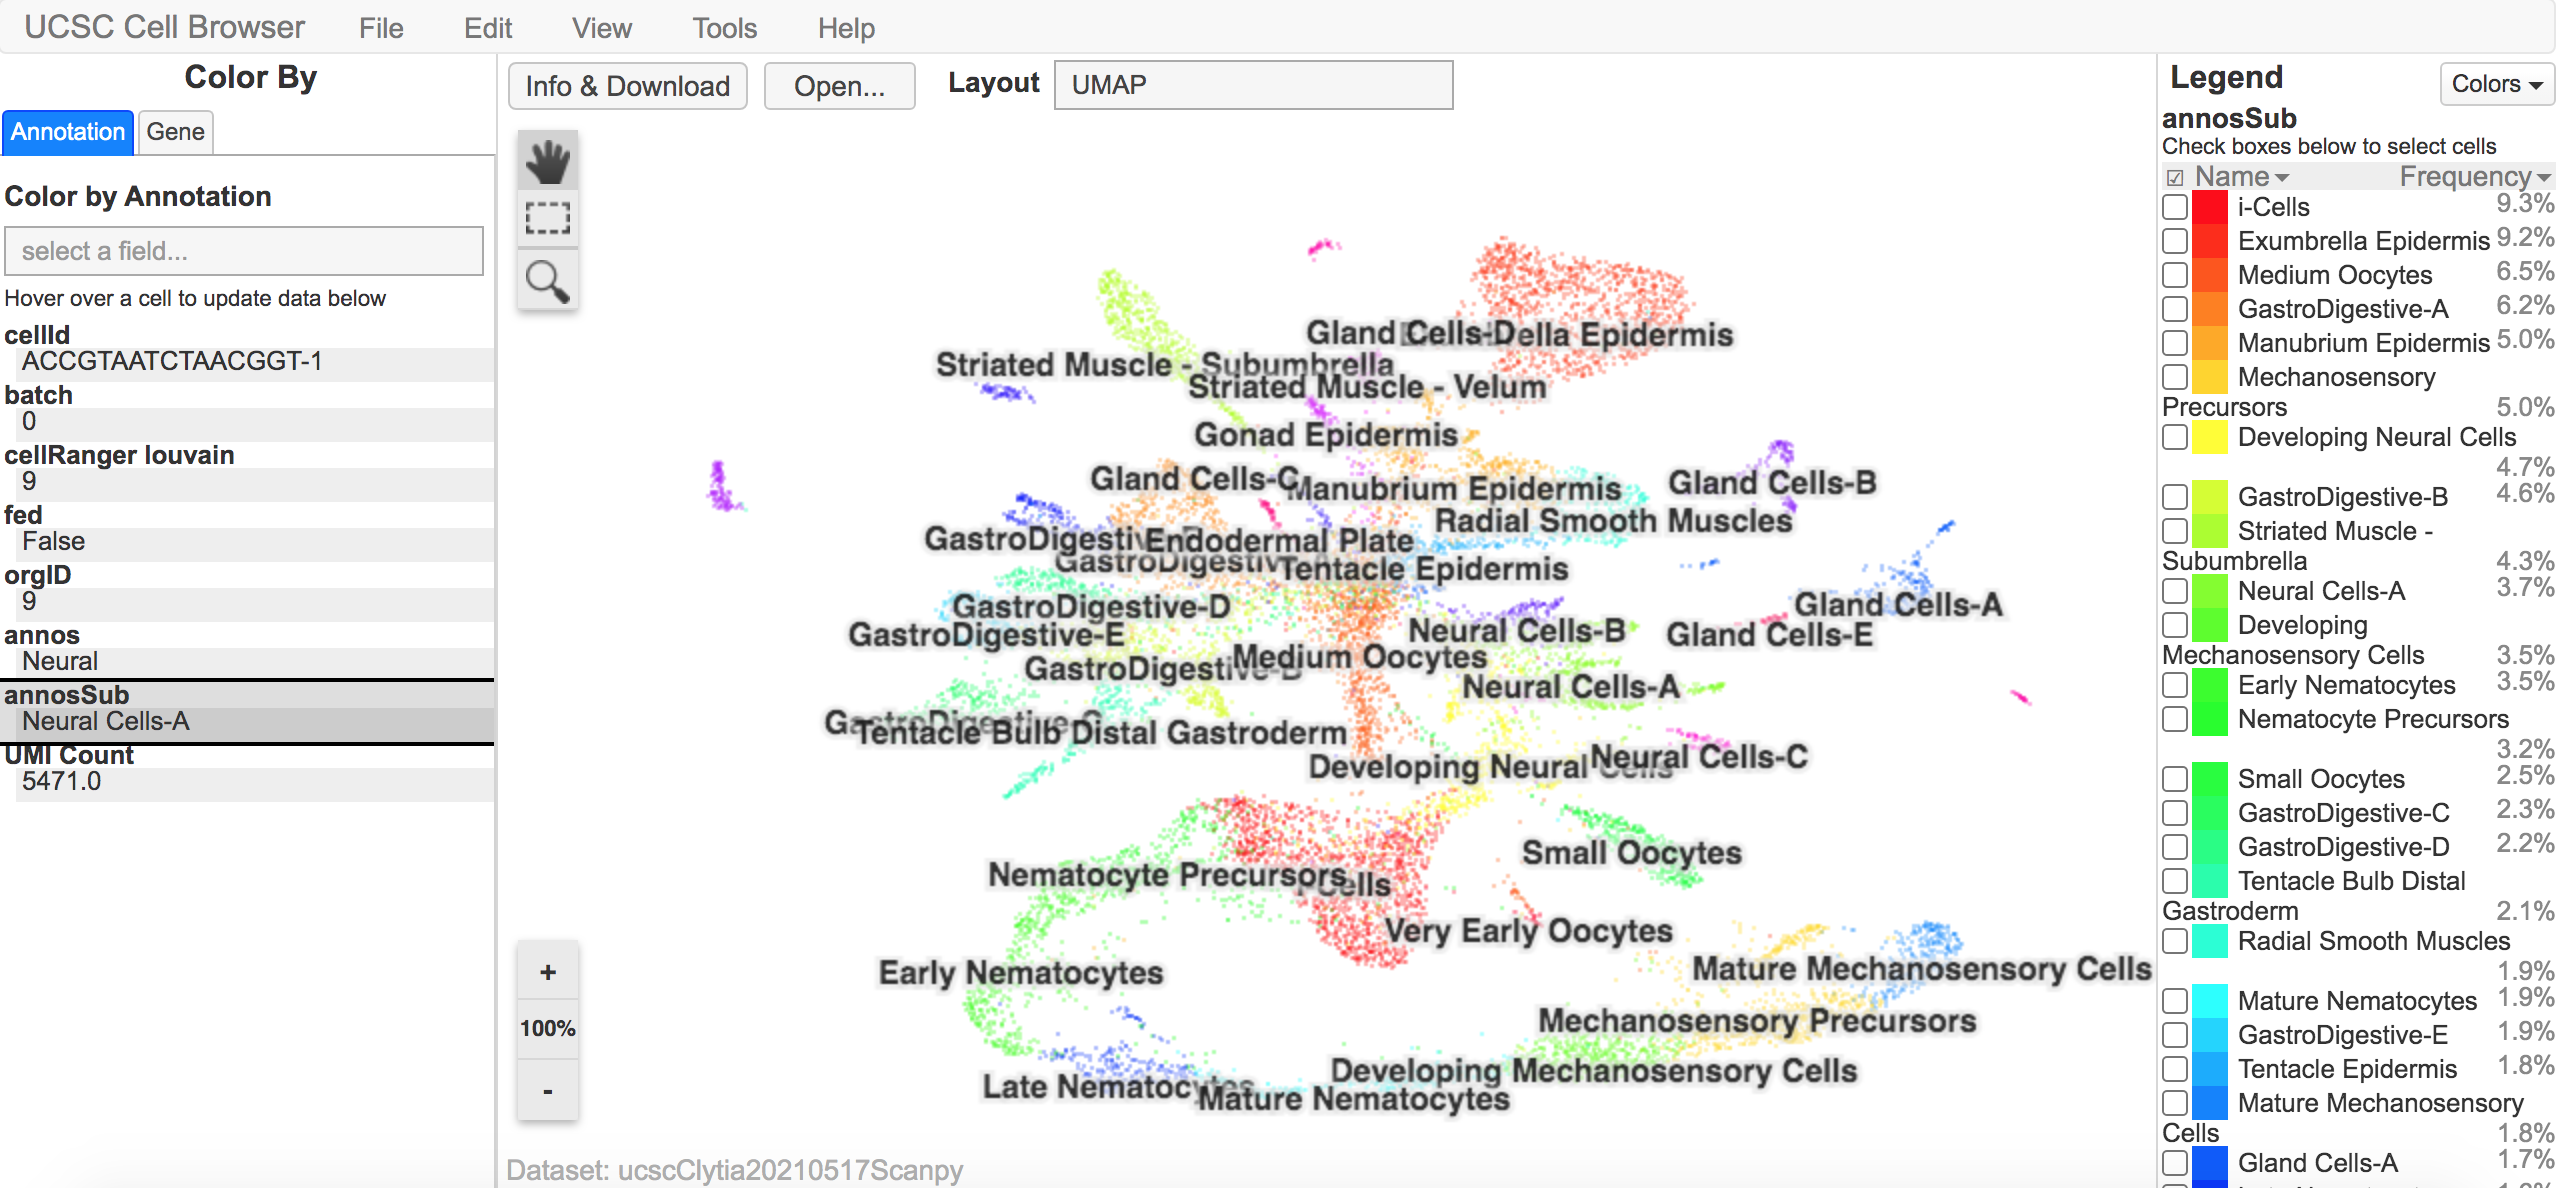 UCSC Cell Browser File Edit View Tools Help
Color By
Annotation Gene
Color by Annotation
select a field...
Hover over a cell to update data below
cellId
ACCGTAATCTAACGGT-1
batch
0
cellRanger louvain
9
fed
False
orgID
9
annos
Neural
annosSub
Neural Cells-A
UMI Count
5471.0
Info & Download Open... Layout UMAP
Gland Cells-Della Epidermis
Striated Muscle - Subumbrella
Striated Muscle - Velum
Gonad Epidermis
Gland Cells-C
Manubrium Epidermis
Gland Cells-B
Radial Smooth Muscles
GastroDigestiv
Endodermal Plate
GastroDigestiv
Tentacle Epidermis
GastroDigestive-D
Gland Cells-A
GastroDigestive-E
Neural Cells-B
Gland Cells-E
GastroDigestive-B
Medium Oocytes
Neural Cells-A
GastroDigestive-C
Tentacle Bulb Distal Gastroderm
Developing Neural Cells
Neural Cells-C
Small Oocytes
Nematocyte Precursors
Cells
Very Early Oocytes
Early Nematocytes
Mature Mechanosensory Cells
Mechanosensory Precursors
Developing Mechanosensory Cells
Late Nematocytes
Mature Nematocytes
+
100%
-
Dataset: ucscClytia20210517Scanpy
Legend Colors
annosSub
Check boxes below to select cells
Name Frequency
i-Cells 9.3%
Exumbrella Epidermis 9.2%
Medium Oocytes 6.5%
GastroDigestive-A 6.2%
Manubrium Epidermis 5.0%
Mechanosensory
Precursors 5.0%
Developing Neural Cells
4.7%
GastroDigestive-B 4.6%
Striated Muscle -
Subumbrella 4.3%
Neural Cells-A 3.7%
Developing
Mechanosensory Cells 3.5%
Early Nematocytes 3.5%
Nematocyte Precursors
3.2%
Small Oocytes 2.5%
GastroDigestive-C 2.3%
GastroDigestive-D 2.2%
Tentacle Bulb Distal
Gastroderm 2.1%
Radial Smooth Muscles
1.9%
Mature Nematocytes 1.9%
GastroDigestive-E 1.9%
Tentacle Epidermis 1.8%
Mature Mechanosensory
Cells 1.8%
Gland Cells-A 1.7%